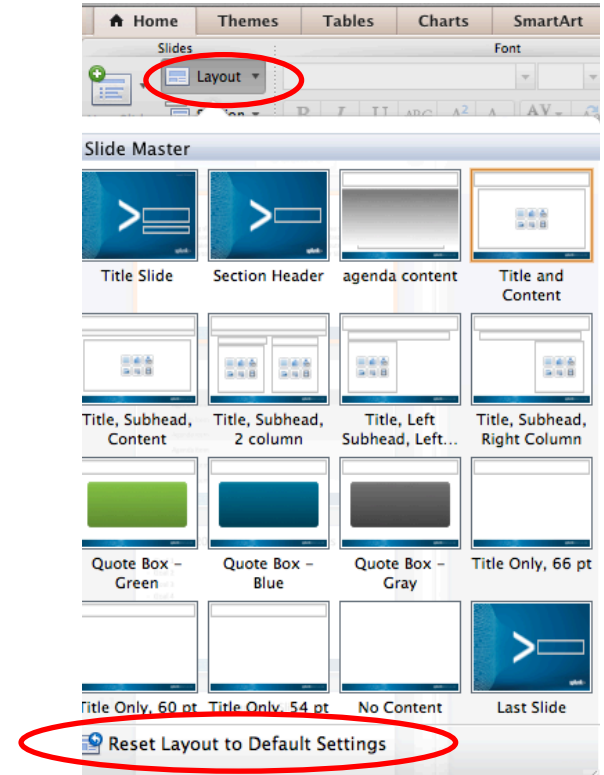 Home Themes Tables Charts SmartArt
Slides Font
Layout
B I U ABC A2 A AV
Slide Master
Title Slide Section Header agenda content Title and
Content
Title, Subhead, Title, Subhead, Title, Left Title, Subhead,
Content 2 column Subhead, Left... Right Column
Quote Box – Quote Box – Quote Box – Title Only, 66 pt
Green Blue Gray
Title Only, 60 pt Title Only, 54 pt No Content Last Slide
Reset Layout to Default Settings